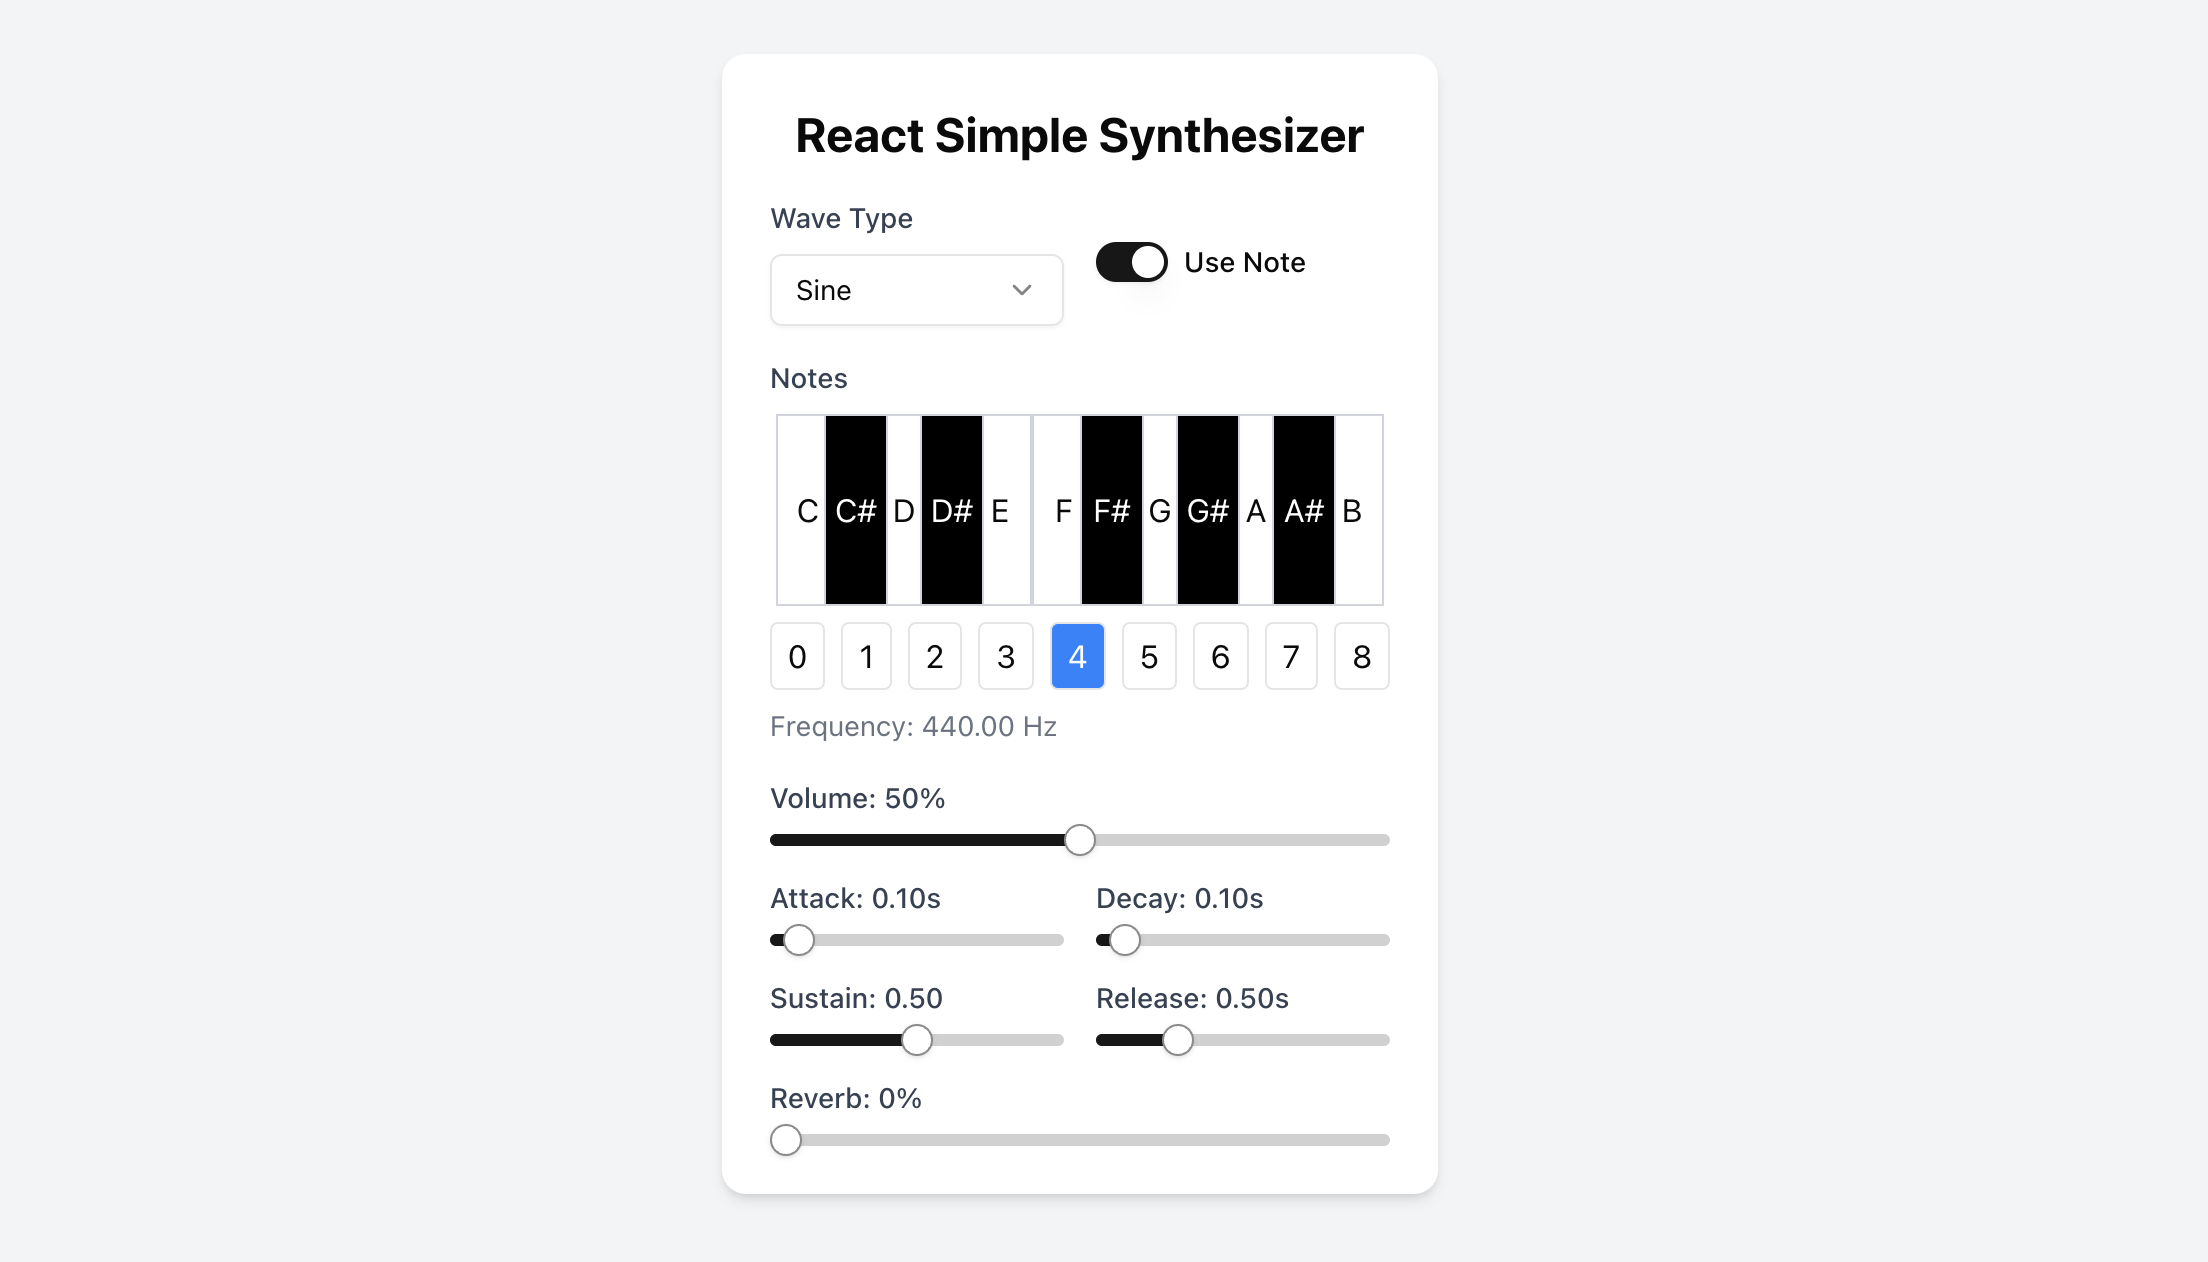 React Simple Synthesizer
Wave Type
Sine
Use Note
Notes
C C# D D# E F F# G G# A A# B
0 1 2 3 4 5 6 7 8
Frequency: 440.00 Hz
Volume: 50%
Attack: 0.10s Decay: 0.10s
Sustain: 0.50 Release: 0.50s
Reverb: 0%